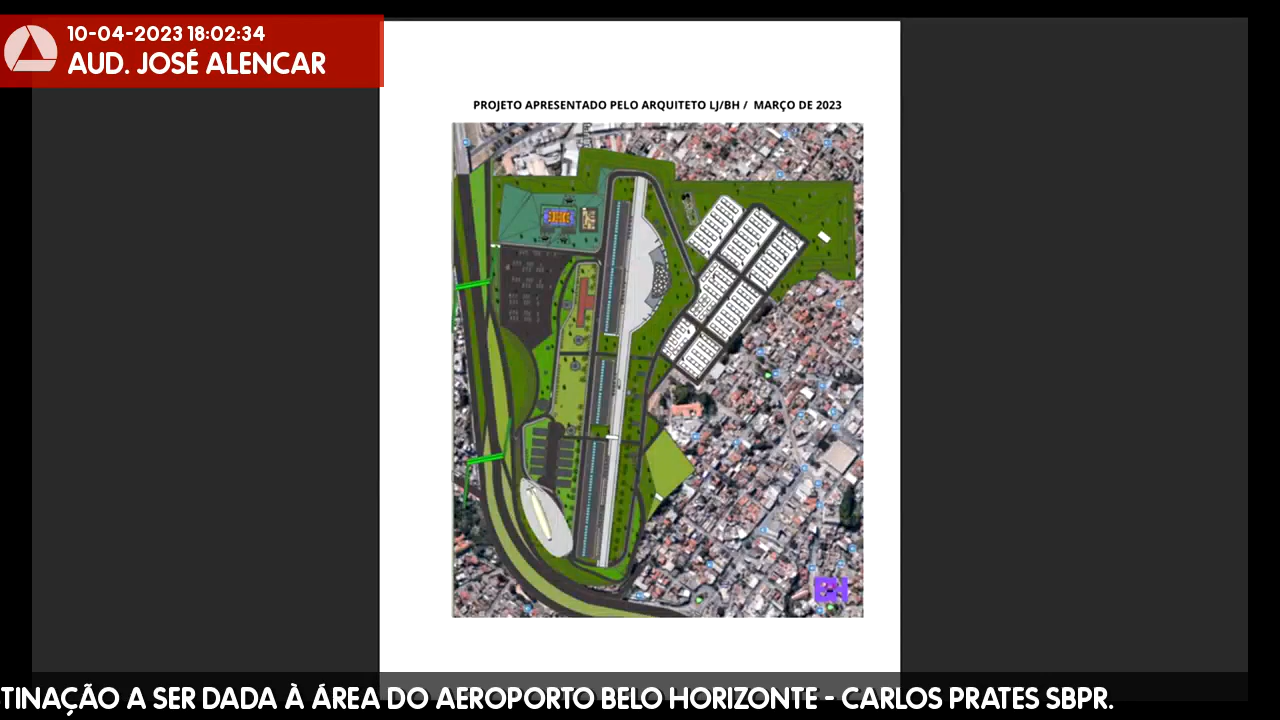 10-04-2023 18:02:34
AUD. JOSÉ ALENCAR
PROJETO APRESENTADO PELO ARQUITETO LJ/BH / MARÇO DE 2023
TINAÇÃO A SER DADA À ÁREA DO AEROPORTO BELO HORIZONTE - CARLOS PRATES SBPR.